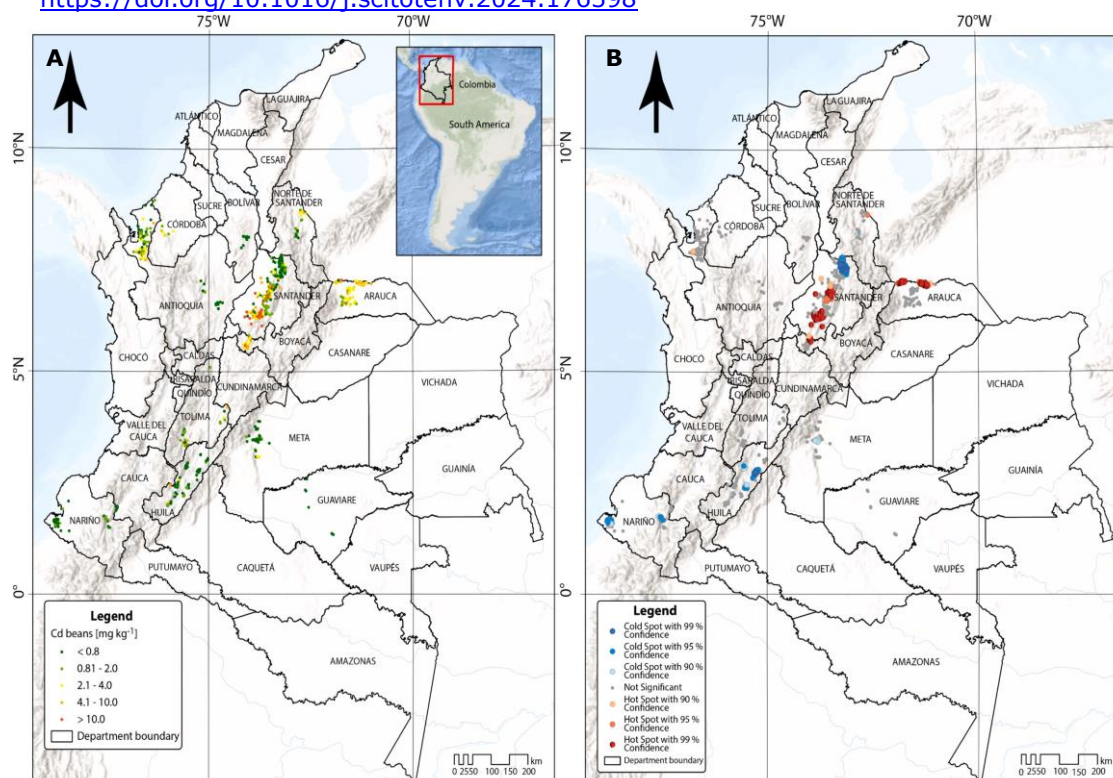 https://doi.org/10.1016/j.scitotenv.2024.176398
75°W
70°W
A
Colombia
South America
LA GUAJIRA
ATLÁNTICO
MAGDALENA
10°N
CESAR
NORTE DE
SANTANDER
SUCRE
BOLÍVAR
CÓRDOBA
ANTIOQUIA
SANTANDER
ARAUCA
CHOCÓ
BOYACÁ
CASANARE
5°N
CALDAS
RISARALDA
CUNDINAMARCA
VICHADA
QUINDÍO
TOLIMA
VALLE DEL
CAUCA
META
GUAINÍA
CAUCA
GUAVIARE
HUILA
NARIÑO
PUTUMAYO
CAQUETÁ
VAUPÉS
0°
AMAZONAS
Legend
Cd beans [mg kg⁻¹]
< 0.8
0.81 - 2.0
2.1 - 4.0
4.1 - 10.0
> 10.0
Department boundary
0 25 50 100 150 200
km
75°W
70°W
B
LA GUAJIRA
ATLÁNTICO
MAGDALENA
10°N
CESAR
NORTE DE
SANTANDER
SUCRE
BOLÍVAR
CÓRDOBA
ANTIOQUIA
SANTANDER
ARAUCA
CHOCÓ
BOYACÁ
CASANARE
5°N
CALDAS
RISARALDA
CUNDINAMARCA
VICHADA
QUINDÍO
TOLIMA
VALLE DEL
CAUCA
META
GUAINÍA
CAUCA
GUAVIARE
HUILA
NARIÑO
PUTUMAYO
CAQUETÁ
VAUPÉS
0°
AMAZONAS
Legend
Cold Spot with 99 %
Confidence
Cold Spot with 95 %
Confidence
Cold Spot with 90 %
Confidence
Not Significant
Hot Spot with 90 %
Confidence
Hot Spot with 95 %
Confidence
Hot Spot with 99 %
Confidence
Department boundary
0 25 50 100 150 200
km